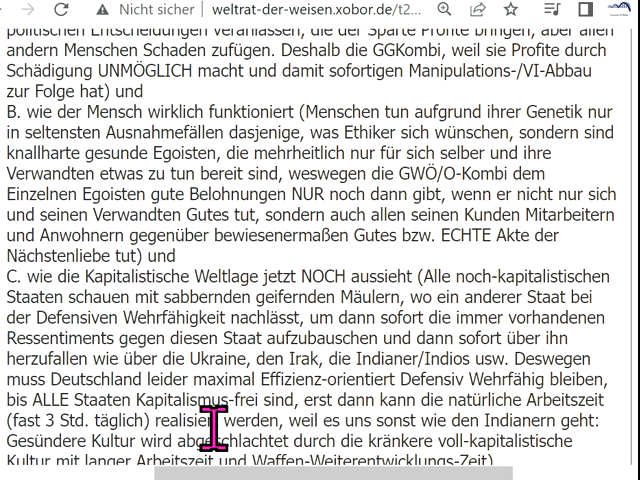 Nicht sicher | weltrat-der-weisen.xobor.de/t2...
politischen Entscheidungen veranlassen, die der Sparte Profite bringen, aber allen
andern Menschen Schaden zufügen. Deshalb die GGKombi, weil sie Profite durch
Schädigung UNMÖGLICH macht und damit sofortigen Manipulations-/VI-Abbau
zur Folge hat) und
B. wie der Mensch wirklich funktioniert (Menschen tun aufgrund ihrer Genetik nur
in seltensten Ausnahmefällen dasjenige, was Ethiker sich wünschen, sondern sind
knallharte gesunde Egoisten, die mehrheitlich nur für sich selber und ihre
Verwandten etwas zu tun bereit sind, weswegen die GWÖ/O-Kombi dem
Einzelnen Egoisten gute Belohnungen NUR noch dann gibt, wenn er nicht nur sich
und seinen Verwandten Gutes tut, sondern auch allen seinen Kunden Mitarbeitern
und Anwohnern gegenüber bewiesenermaßen Gutes bzw. ECHTE Akte der
Nächstenliebe tut) und
C. wie die Kapitalistische Weltlage jetzt NOCH aussieht (Alle noch-kapitalistischen
Staaten schauen mit sabbernden geifernden Mäulern, wo ein anderer Staat bei
der Defensiven Wehrfähigkeit nachlässt, um dann sofort die immer vorhandenen
Ressentiments gegen diesen Staat aufzubauschen und dann sofort über ihn
herzufallen wie über die Ukraine, den Irak, die Indianer/Indios usw. Deswegen
muss Deutschland leider maximal Effizienz-orientiert Defensiv Wehrfähig bleiben,
bis ALLE Staaten Kapitalismus-frei sind, erst dann kann die natürliche Arbeitszeit
(fast 3 Std. täglich) realisiert werden, weil es uns sonst wie den Indianern geht:
Gesündere Kultur wird abgeschlachtet durch die kränkere voll-kapitalistische
Kultur mit langer Arbeitszeit und Waffen-Weiterentwicklungs-Zeit)